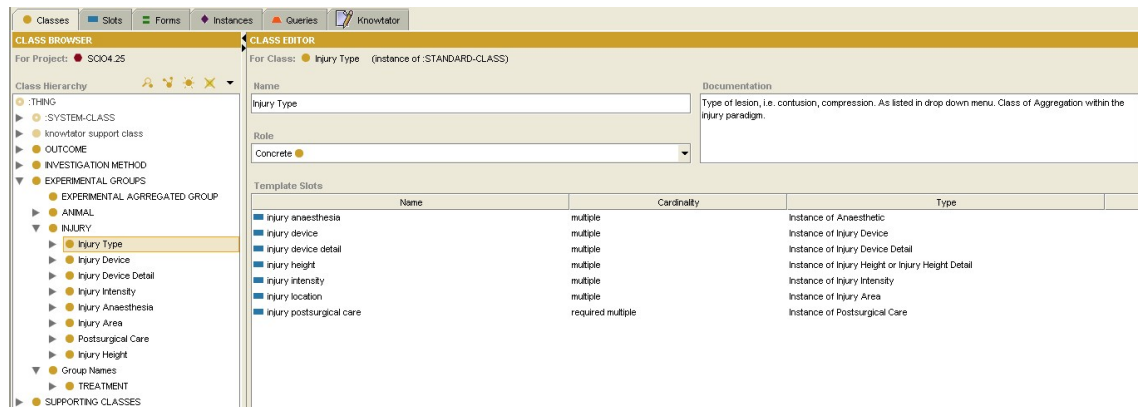 Classes Slots Forms Instances Queries Knowtator
CLASS BROWSER
For Project: SCIO4.25
Class Hierarchy
:THING
:SYSTEM-CLASS
knowtator support class
OUTCOME
INVESTIGATION METHOD
EXPERIMENTAL GROUPS
EXPERIMENTAL AGRREGATED GROUP
ANIMAL
INJURY
Injury Type
Injury Device
Injury Device Detail
Injury Intensity
Injury Anaesthesia
Injury Area
Postsurgical Care
Injury Height
Group Names
TREATMENT
SUPPORTING CLASSES
CLASS EDITOR
For Class: Injury Type (instance of :STANDARD-CLASS)
Name
Injury Type
Role
Concrete
Documentation
Type of lesion, i.e. contusion, compression. As listed in drop down menu. Class of Aggregation within the
injury paradigm.
Template Slots
Name Cardinality Type
injury anaesthesia multiple Instance of Anaesthetic
injury device multiple Instance of Injury Device
injury device detail multiple Instance of Injury Device Detail
injury height multiple Instance of Injury Height or Injury Height Detail
injury intensity multiple Instance of Injury Intensity
injury location multiple Instance of Injury Area
injury postsurgical care required multiple Instance of Postsurgical Care